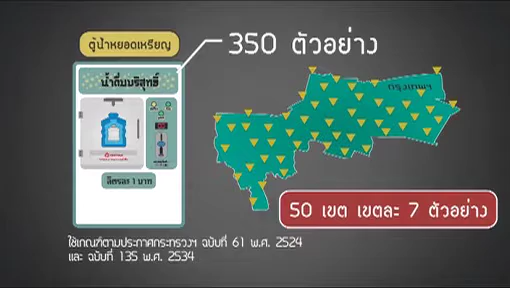 ตู้น้ำหยอดเหรียญ
350 ตัวอย่าง
น้ำดื่มบริสุทธิ์
กรุงเทพฯ
ลิตรละ 1 บาท
50 เขต เขตละ 7 ตัวอย่าง
ใช้เกณฑ์ตามประกาศกระทรวงฯ ฉบับที่ 61 พ.ศ. 2524
และ ฉบับที่ 135 พ.ศ. 2534